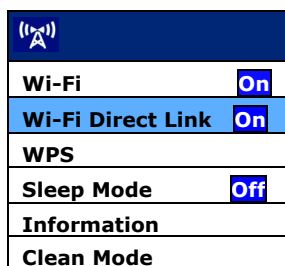 Wi-Fi On
Wi-Fi Direct Link On
WPS
Sleep Mode Off
Information
Clean Mode